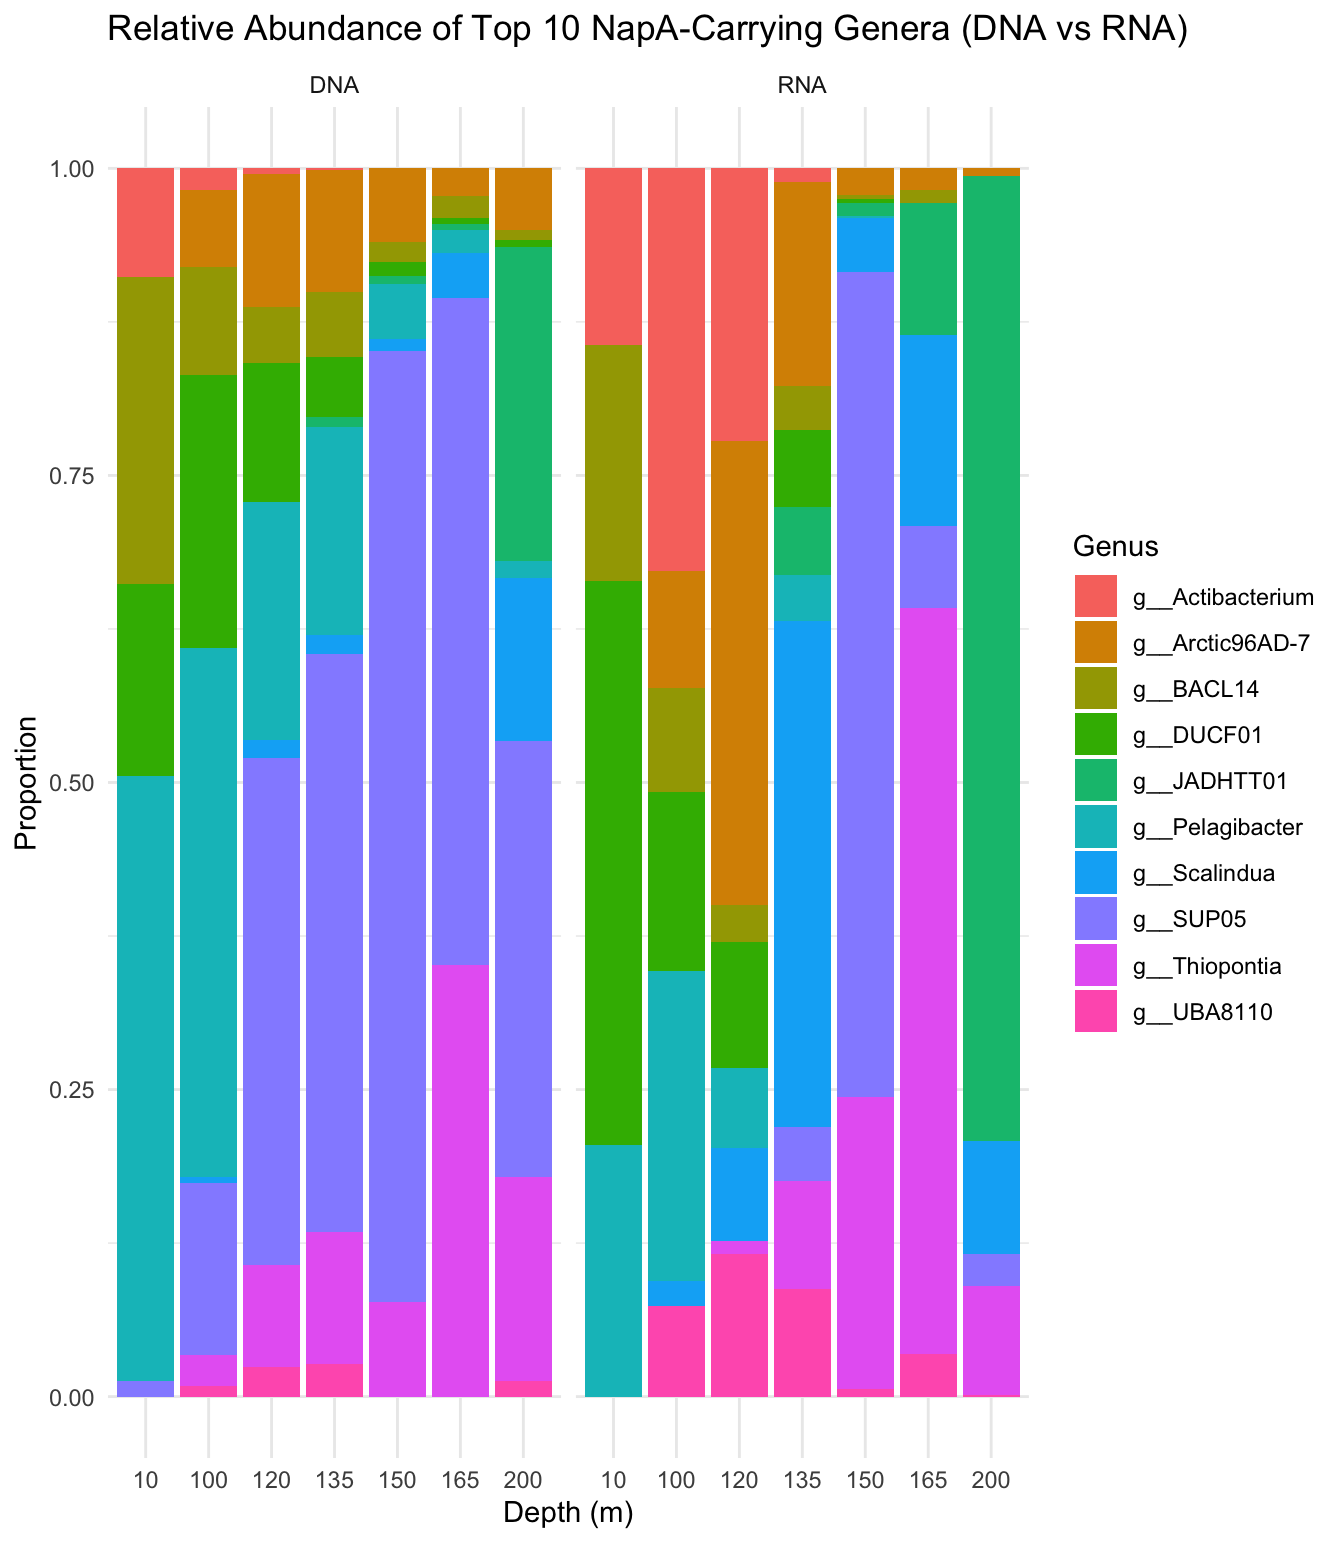 Relative Abundance of Top 10 NapA-Carrying Genera (DNA vs RNA)
DNA
RNA
1.00
0.75
0.50
0.25
0.00
Proportion
10 100 120 135 150 165 200
10 100 120 135 150 165 200
Depth (m)
Genus
g__Actibacterium
g__Arctic96AD-7
g__BACL14
g__DUCF01
g__JADHTT01
g__Pelagibacter
g__Scalindua
g__SUP05
g__Thiopontia
g__UBA8110